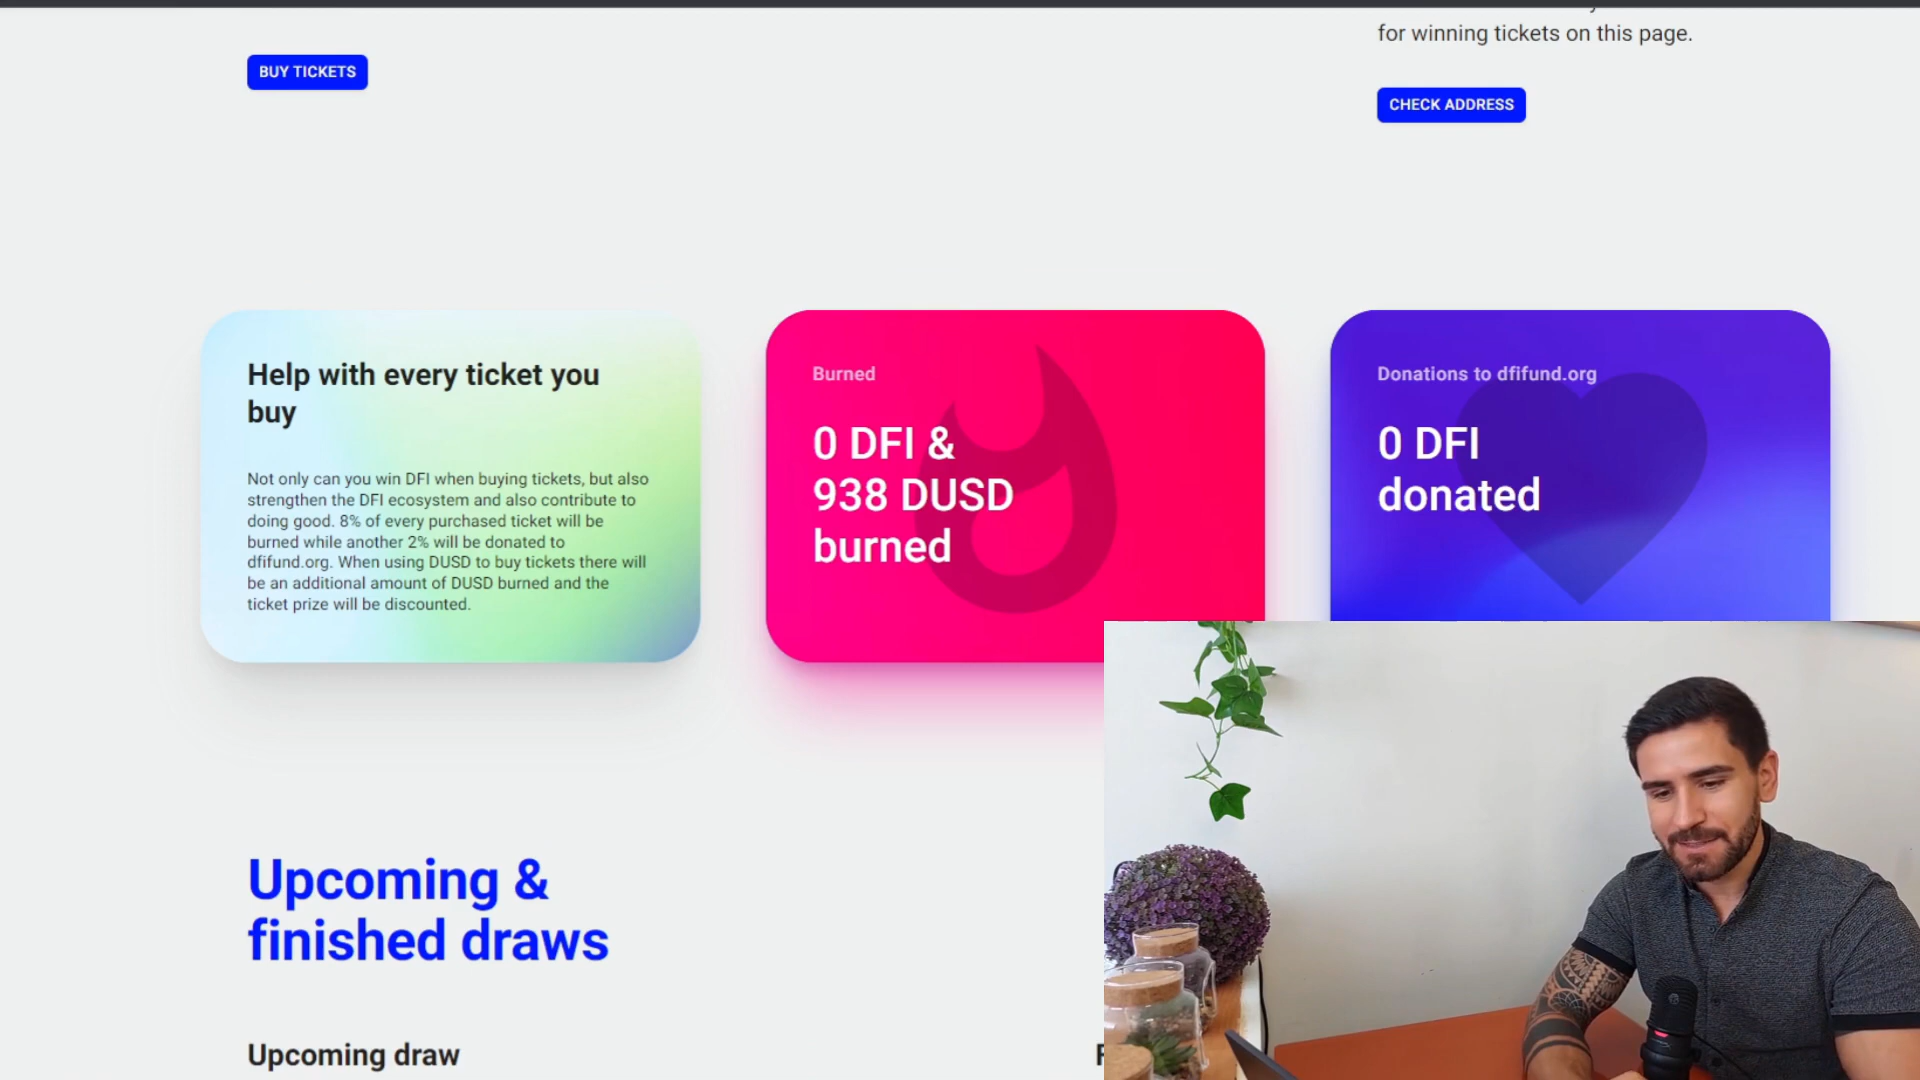 for winning tickets on this page.
BUY TICKETS
CHECK ADDRESS
Help with every ticket you
buy
Not only can you win DFI when buying tickets, but also
strengthen the DFI ecosystem and also contribute to
doing good. 8% of every purchased ticket will be
burned while another 2% will be donated to
dfifund.org. When using DUSD to buy tickets there will
be an additional amount of DUSD burned and the
ticket prize will be discounted.
Burned
0 DFI &
938 DUSD
burned
Donations to dfifund.org
0 DFI
donated
Upcoming &
finished draws
Upcoming draw